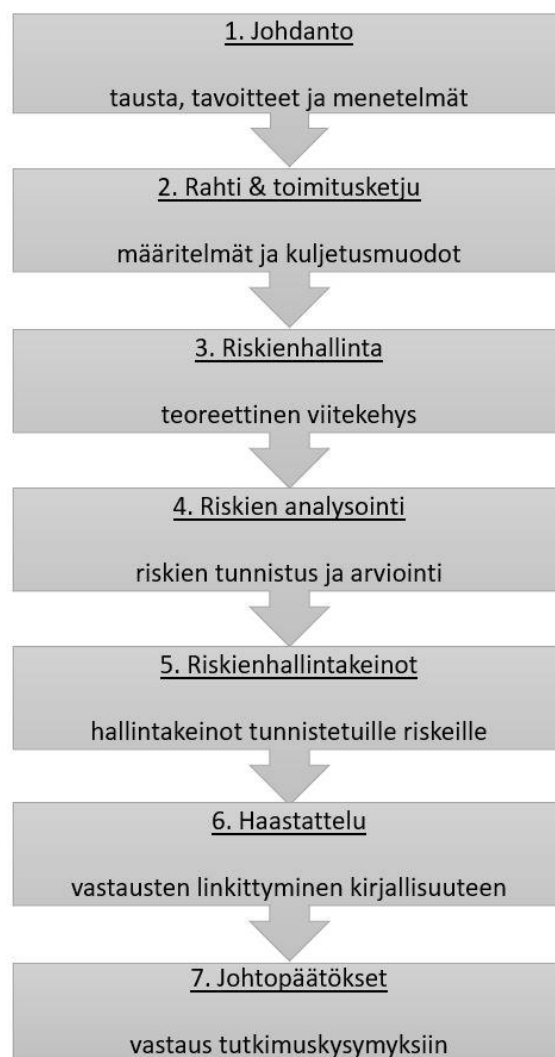 1. Johdanto
tausta, tavoitteet ja menetelmät
2. Rahti & toimitusketju
määritelmät ja kuljetusmuodot
3. Riskienhallinta
teoreettinen viitekehys
4. Riskien analysointi
riskien tunnistus ja arviointi
5. Riskienhallintakeinot
hallintakeinot tunnistetuille riskeille
6. Haastattelu
vastausten linkittyminen kirjallisuuteen
7. Johtopäätökset
vastaus tutkimuskysymyksiin